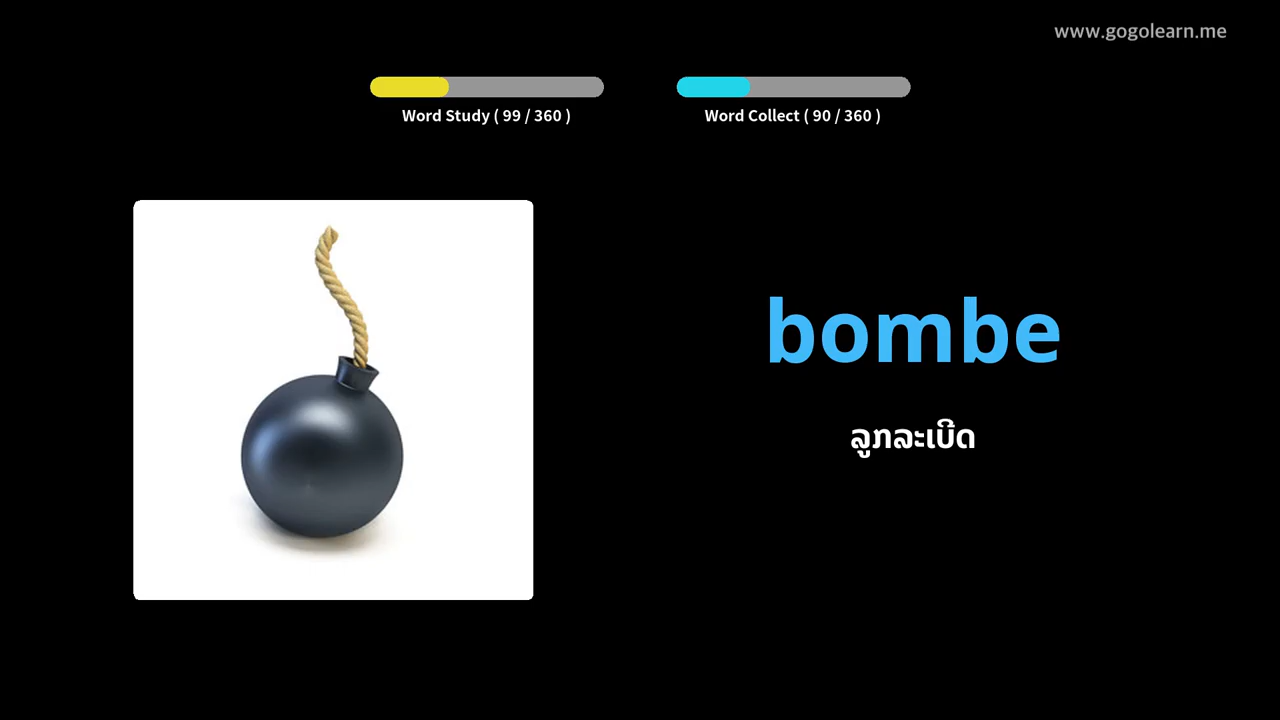 www.gogolearn.me
Word Study ( 99 / 360 )
Word Collect ( 90 / 360 )
bombe
ລູກລະເບີດ